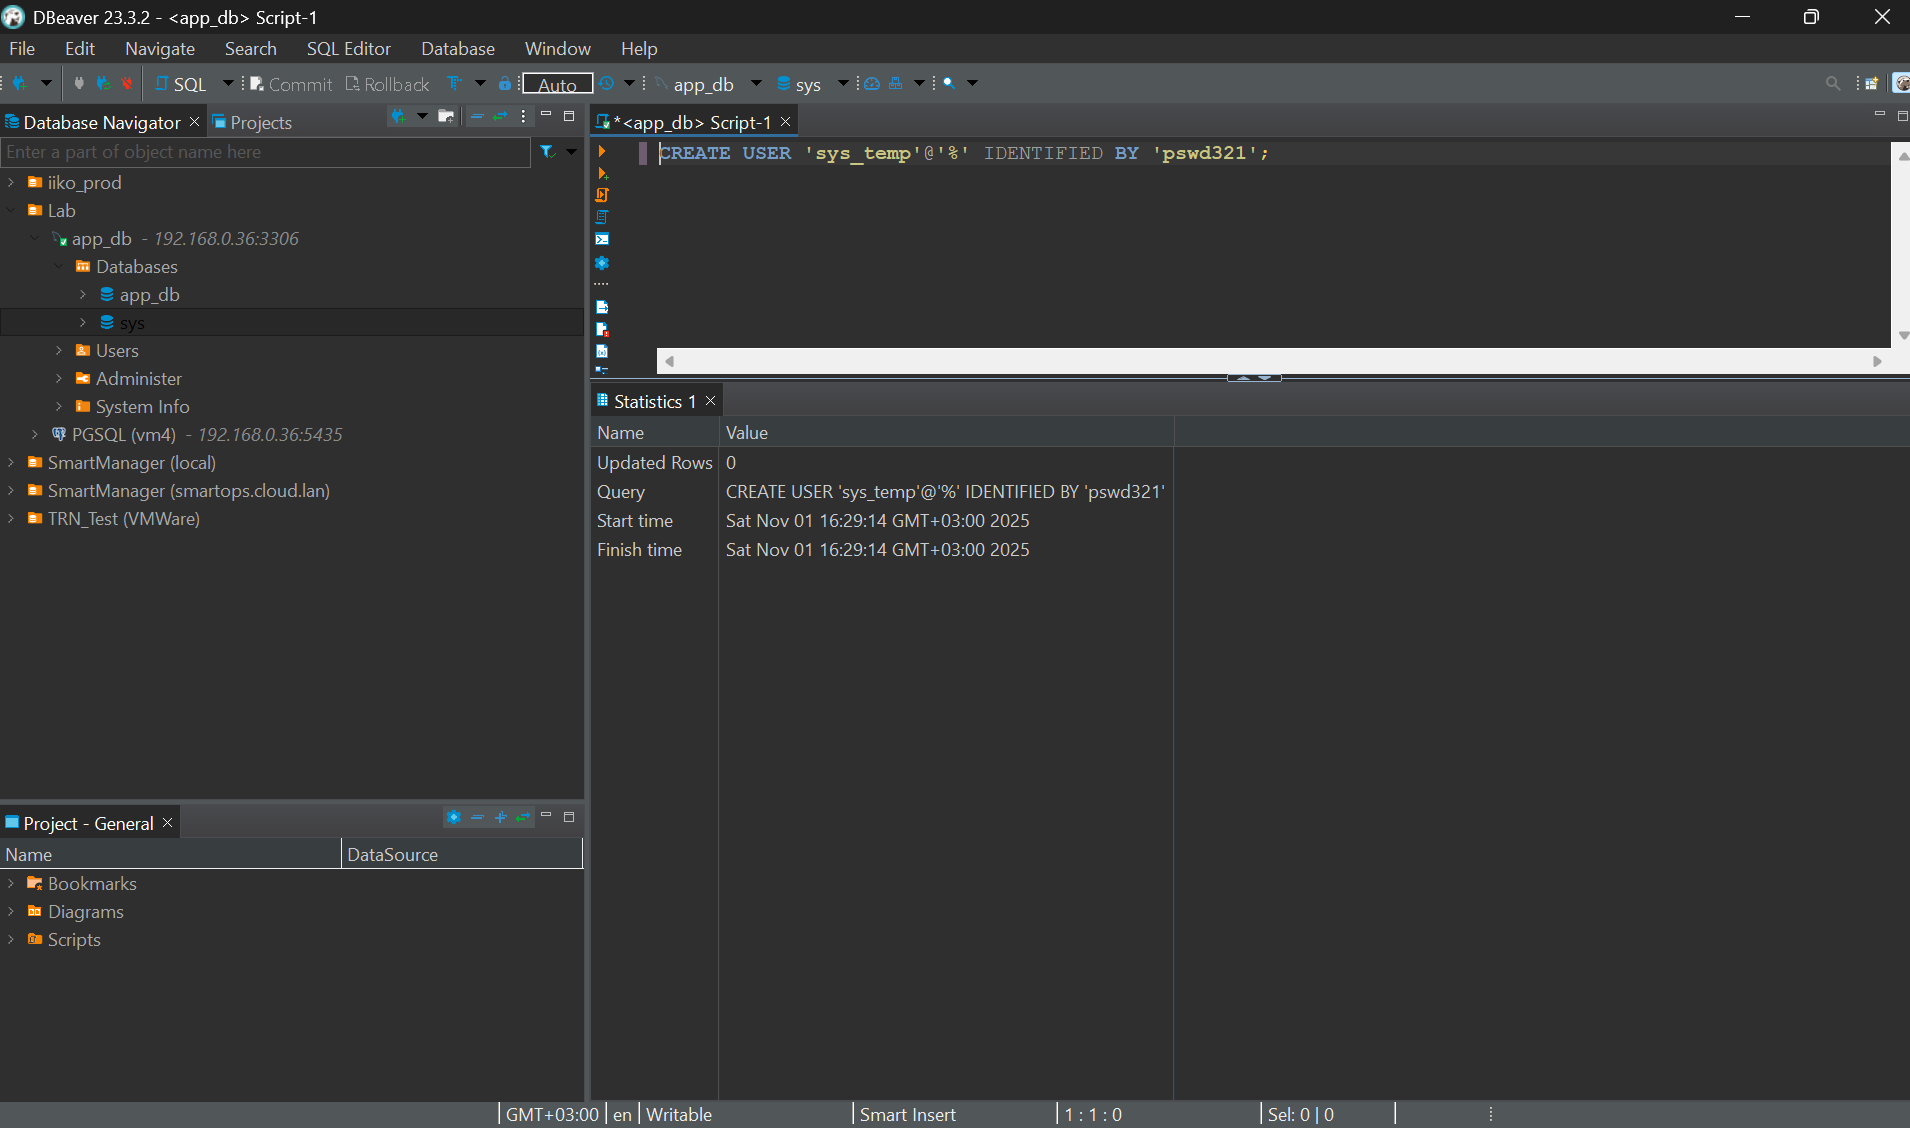 DBeaver 23.3.2 - <app_db> Script-1
File Edit Navigate Search SQL Editor Database Window Help
SQL Commit Rollback Auto app_db sys
Database Navigator Projects
Enter a part of object name here
iiko_prod
Lab
app_db - 192.168.0.36:3306
Databases
app_db
sys
Users
Administer
System Info
PGSQL (vm4) - 192.168.0.36:5435
SmartManager (local)
SmartManager (smartops.cloud.lan)
TRN_Test (VMWare)
*<app_db> Script-1
CREATE USER 'sys_temp'@'%' IDENTIFIED BY 'pswd321';
Statistics 1
Name Value
Updated Rows 0
Query CREATE USER 'sys_temp'@'%' IDENTIFIED BY 'pswd321'
Start time Sat Nov 01 16:29:14 GMT+03:00 2025
Finish time Sat Nov 01 16:29:14 GMT+03:00 2025
Project - General
Name DataSource
Bookmarks
Diagrams
Scripts
GMT+03:00 en Writable Smart Insert 1 : 1 : 0 Sel: 0 | 0